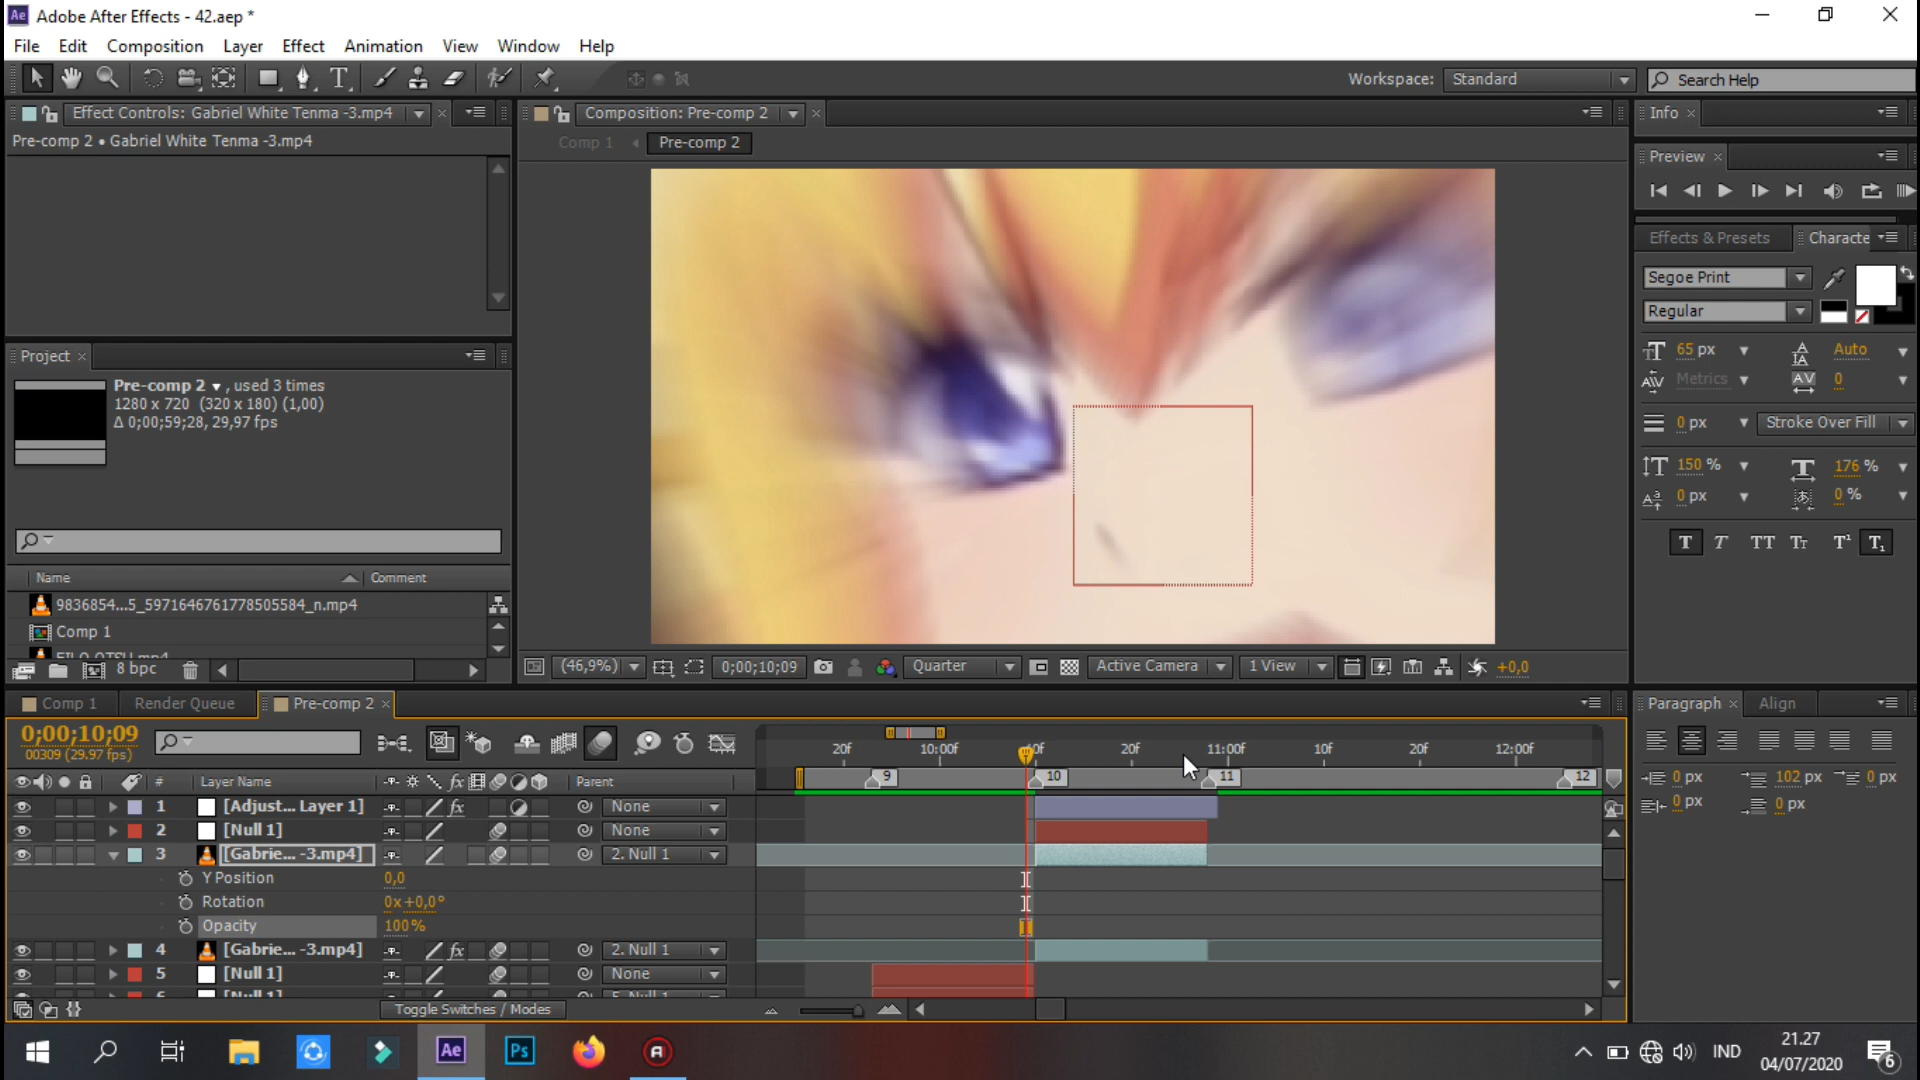 Ae Adobe After Effects - 42.aep *
File Edit Composition Layer Effect Animation View Window Help
Workspace: Standard Search Help
Effect Controls: Gabriel White Tenma -3.mp4
Pre-comp 2 • Gabriel White Tenma -3.mp4
Composition: Pre-comp 2
Comp 1 Pre-comp 2
Info
Preview
Effects & Presets Characte
Segoe Print
Regular
65 px Auto
Metrics 0
0 px Stroke Over Fill
150 % 176 %
0 px 0 %
T T TT Tт T¹ T₁
Project
Pre-comp 2 , used 3 times
1280 x 720 (320 x 180) (1,00)
Δ 0;00;59;28, 29,97 fps
Name Comment
9836854...5_5971646761778505584_n.mp4
Comp 1
8 bpc
(46,9%) 0;00;10;09 Quarter Active Camera 1 View +0,0
Comp 1 Render Queue Pre-comp 2
0;00;10;09
00309 (29.97 fps)
20f 10:00f 20f 11:00f 10f 20f 12:00f
9 10 11 12
# Layer Name fx Parent
1 [Adjust... Layer 1] fx None
2 [Null 1] None
3 [Gabrie... -3.mp4] 2. Null 1
Y Position 0,0
Rotation 0x+0,0°
Opacity 100%
4 [Gabrie... -3.mp4] fx 2. Null 1
5 [Null 1] None
Toggle Switches / Modes
Paragraph Align
0 px 102 px 0 px
0 px 0 px
Ae Ps IND
21.27
04/07/2020
6